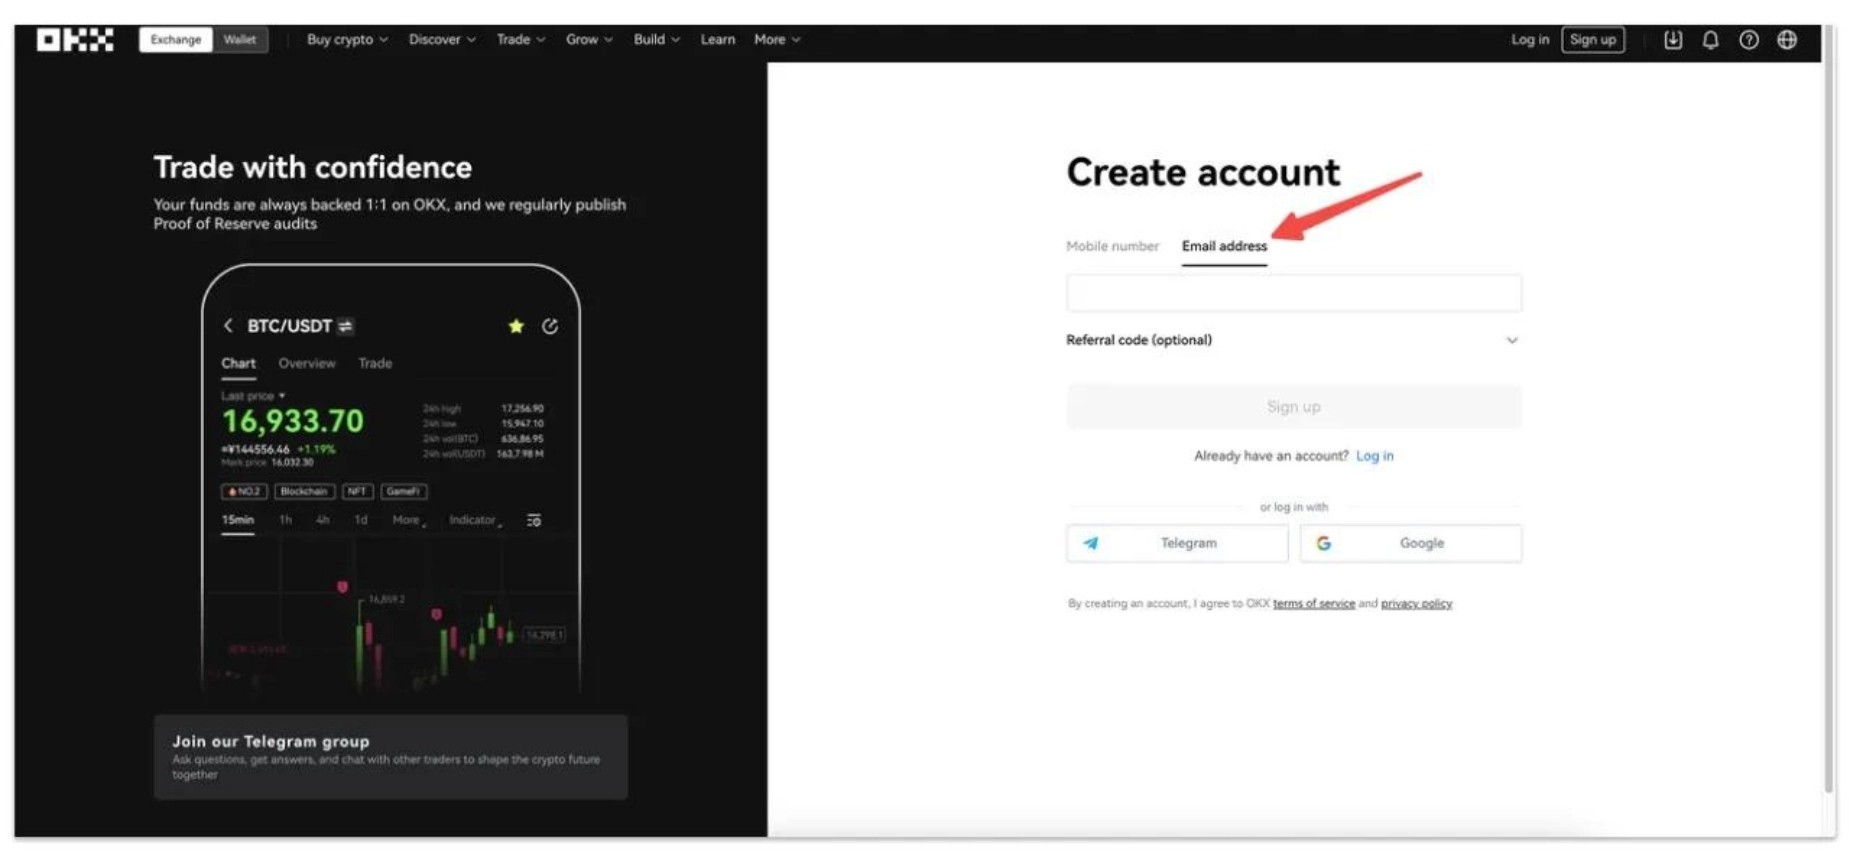 OKX
Exchange Wallet Buy crypto Discover Trade Grow Build Learn More Log in Sign up
Trade with confidence
Your funds are always backed 1:1 on OKX, and we regularly publish
Proof of Reserve audits
BTC/USDT
Chart Overview Trade
Last price
16,933.70
≈¥144556.46 +1.19%
Mark price 16,032.30
24h high 17,256.90
24h low 15,947.10
24h vol(BTC) 636,86.95
24h vol(USDT) 163,7.98 M
NO.2 Blockchain NFT GameFi
15min 1h 4h 1d More Indicator
16,859.2
16,298.1
Join our Telegram group
Ask questions, get answers, and chat with other traders to shape the crypto future
together
Create account
Mobile number Email address
Referral code (optional)
Sign up
Already have an account? Log in
or log in with
Telegram Google
By creating an account, I agree to OKX terms of service and privacy policy